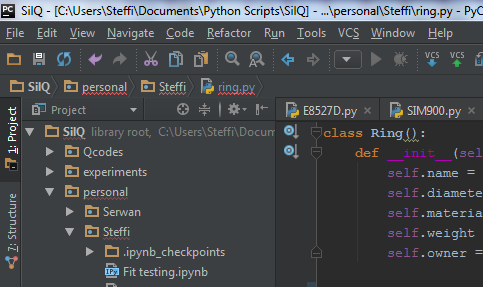 PC SilQ - [C:\Users\Steffi\Documents\Python Scripts\SilQ] - ...\personal\Steffi\ring.py - PyC
File Edit View Navigate Code Refactor Run Tools VCS Window Help
VCS VCS
SilQ personal Steffi ring.py
1: Project
7: Structure
Project
SilQ library root, C:\Users\Steffi\Docum
Qcodes
experiments
personal
Serwan
Steffi
.ipynb_checkpoints
IPy Fit testing.ipynb
E8527D.py × SIM900.py ×
class Ring():
def __init__(sel
self.name =
self.diamete
self.materia
self.weight
self.owner =